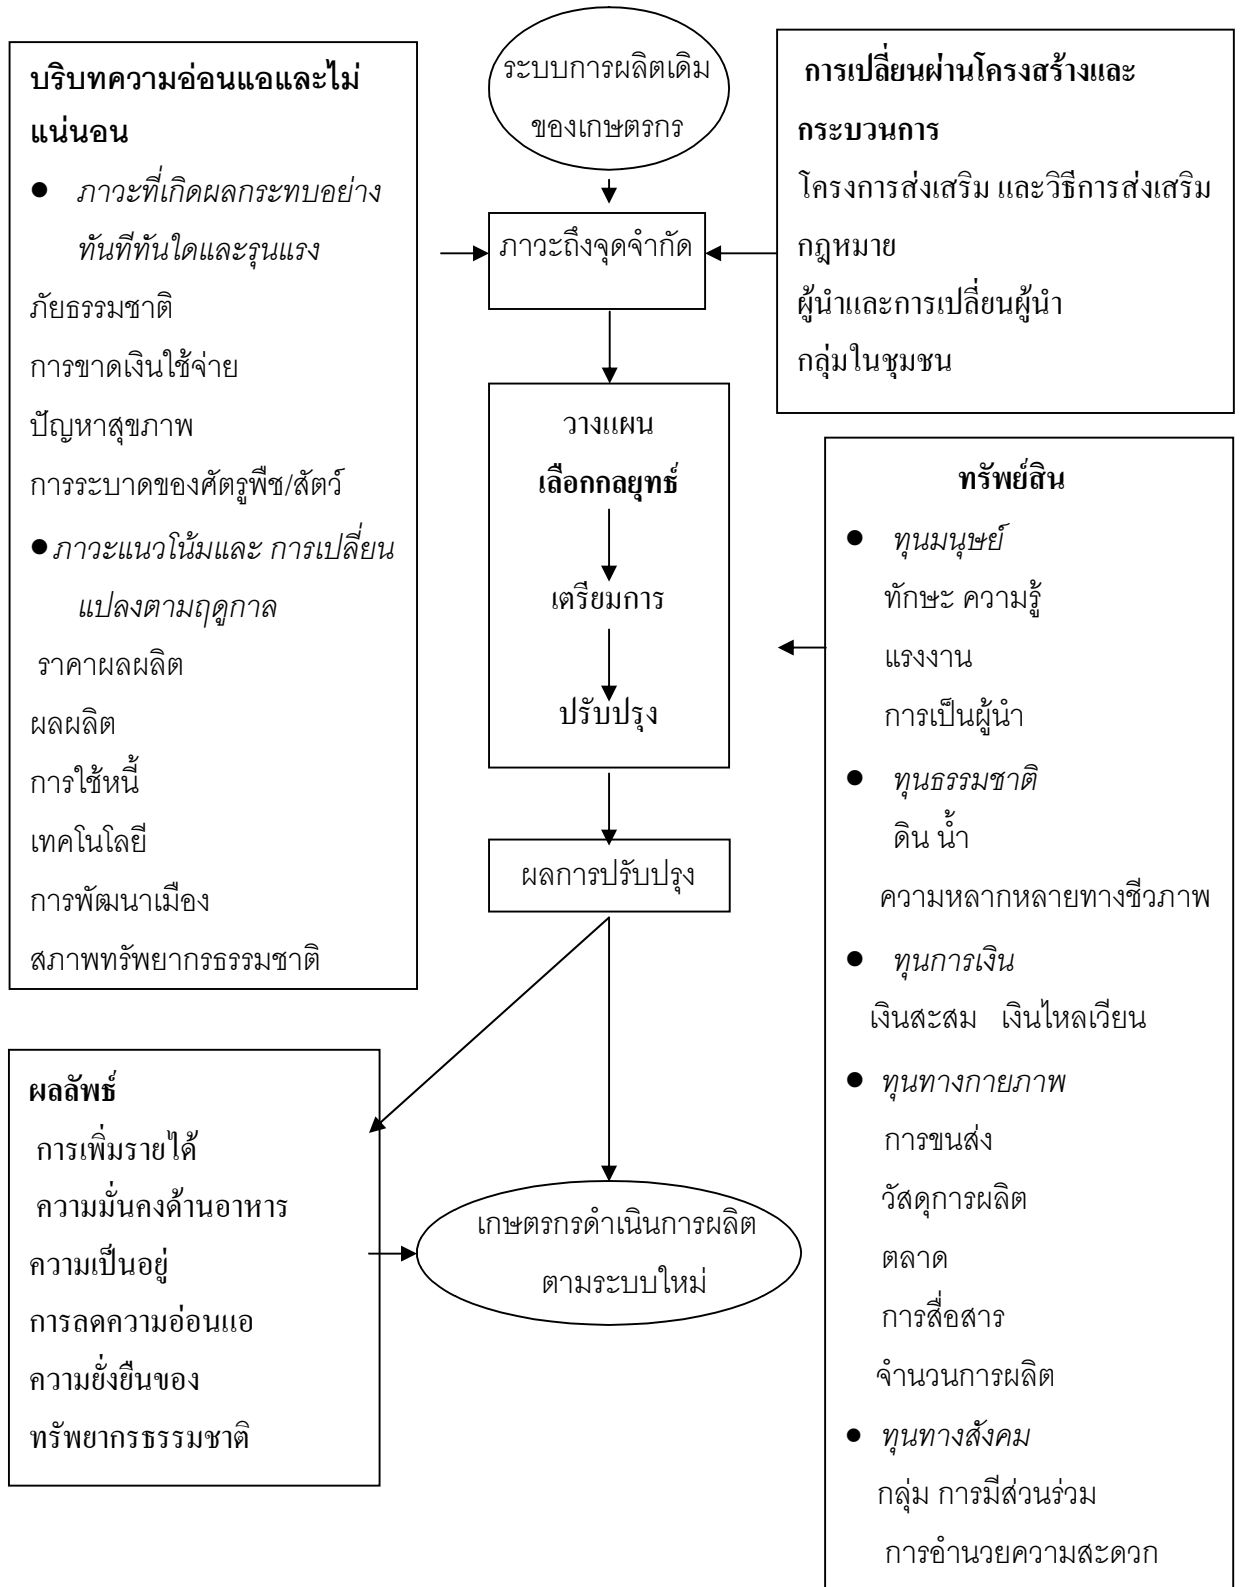 ระบบการผลิตเดิม
ของเกษตรกร
บริบทความอ่อนแอและไม่
แน่นอน
● ภาวะที่เกิดผลกระทบอย่าง
ทันทีทันใดและรุนแรง
ภัยธรรมชาติ
การขาดเงินใช้จ่าย
ปัญหาสุขภาพ
การระบาดของศัตรูพืช/สัตว์
●ภาวะแนวโน้มและ การเปลี่ยน
แปลงตามฤดูกาล
ราคาผลผลิต
ผลผลิต
การใช้หนี้
เทคโนโลยี
การพัฒนาเมือง
สภาพทรัพยากรธรรมชาติ
การเปลี่ยนผ่านโครงสร้างและ
กระบวนการ
โครงการส่งเสริม และวิธีการส่งเสริม
กฎหมาย
ผู้นำและการเปลี่ยนผู้นำ
กลุ่มในชุมชน
ภาวะถึงจุดจำกัด
วางแผน
เลือกกลยุทธ์
เตรียมการ
ปรับปรุง
ผลการปรับปรุง
ทรัพย์สิน
● ทุนมนุษย์
ทักษะ ความรู้
แรงงาน
การเป็นผู้นำ
● ทุนธรรมชาติ
ดิน น้ำ
ความหลากหลายทางชีวภาพ
● ทุนการเงิน
เงินสะสม เงินไหลเวียน
● ทุนทางกายภาพ
การขนส่ง
วัสดุการผลิต
ตลาด
การสื่อสาร
จำนวนการผลิต
● ทุนทางสังคม
กลุ่ม การมีส่วนร่วม
การอำนวยความสะดวก
ผลลัพธ์
การเพิ่มรายได้
ความมั่นคงด้านอาหาร
ความเป็นอยู่
การลดความอ่อนแอ
ความยั่งยืนของ
ทรัพยากรธรรมชาติ
เกษตรกรดำเนินการผลิต
ตามระบบใหม่